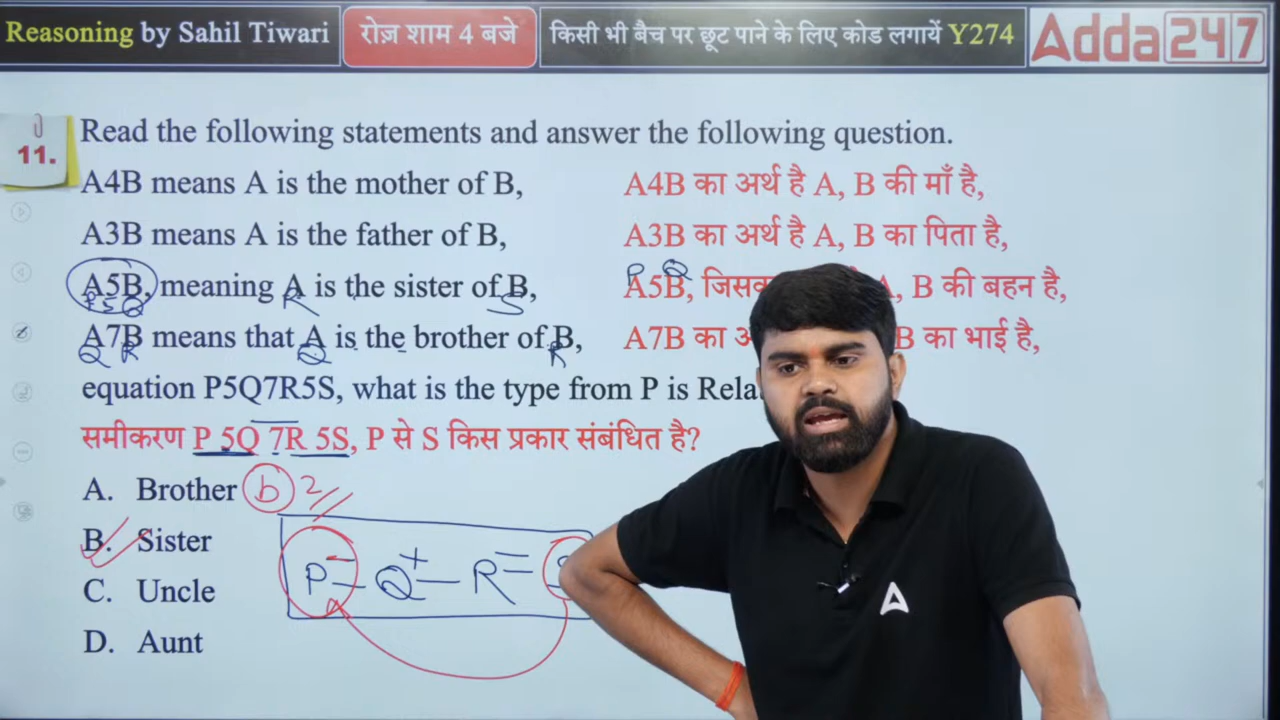 Reasoning by Sahil Tiwari रोज़ शाम 4 बजे किसी भी बैच पर छूट पाने के लिए कोड लगायें Y274 Adda247
11. Read the following statements and answer the following question.
A4B means A is the mother of B, A4B का अर्थ है A, B की माँ है,
A3B means A is the father of B, A3B का अर्थ है A, B का पिता है,
P Q
A5B, meaning A is the sister of B, A5B, A, B की बहन है,
P 5 Q R S
A7B means that A is the brother of B, A7B का B का भाई है,
Q R Q R
equation P5Q7R5S, what is the type from P is
समीकरण P 5Q 7R 5S, P से S किस प्रकार संबंधित है?
A. Brother b 2
B. Sister
P Q + R
C. Uncle
D. Aunt